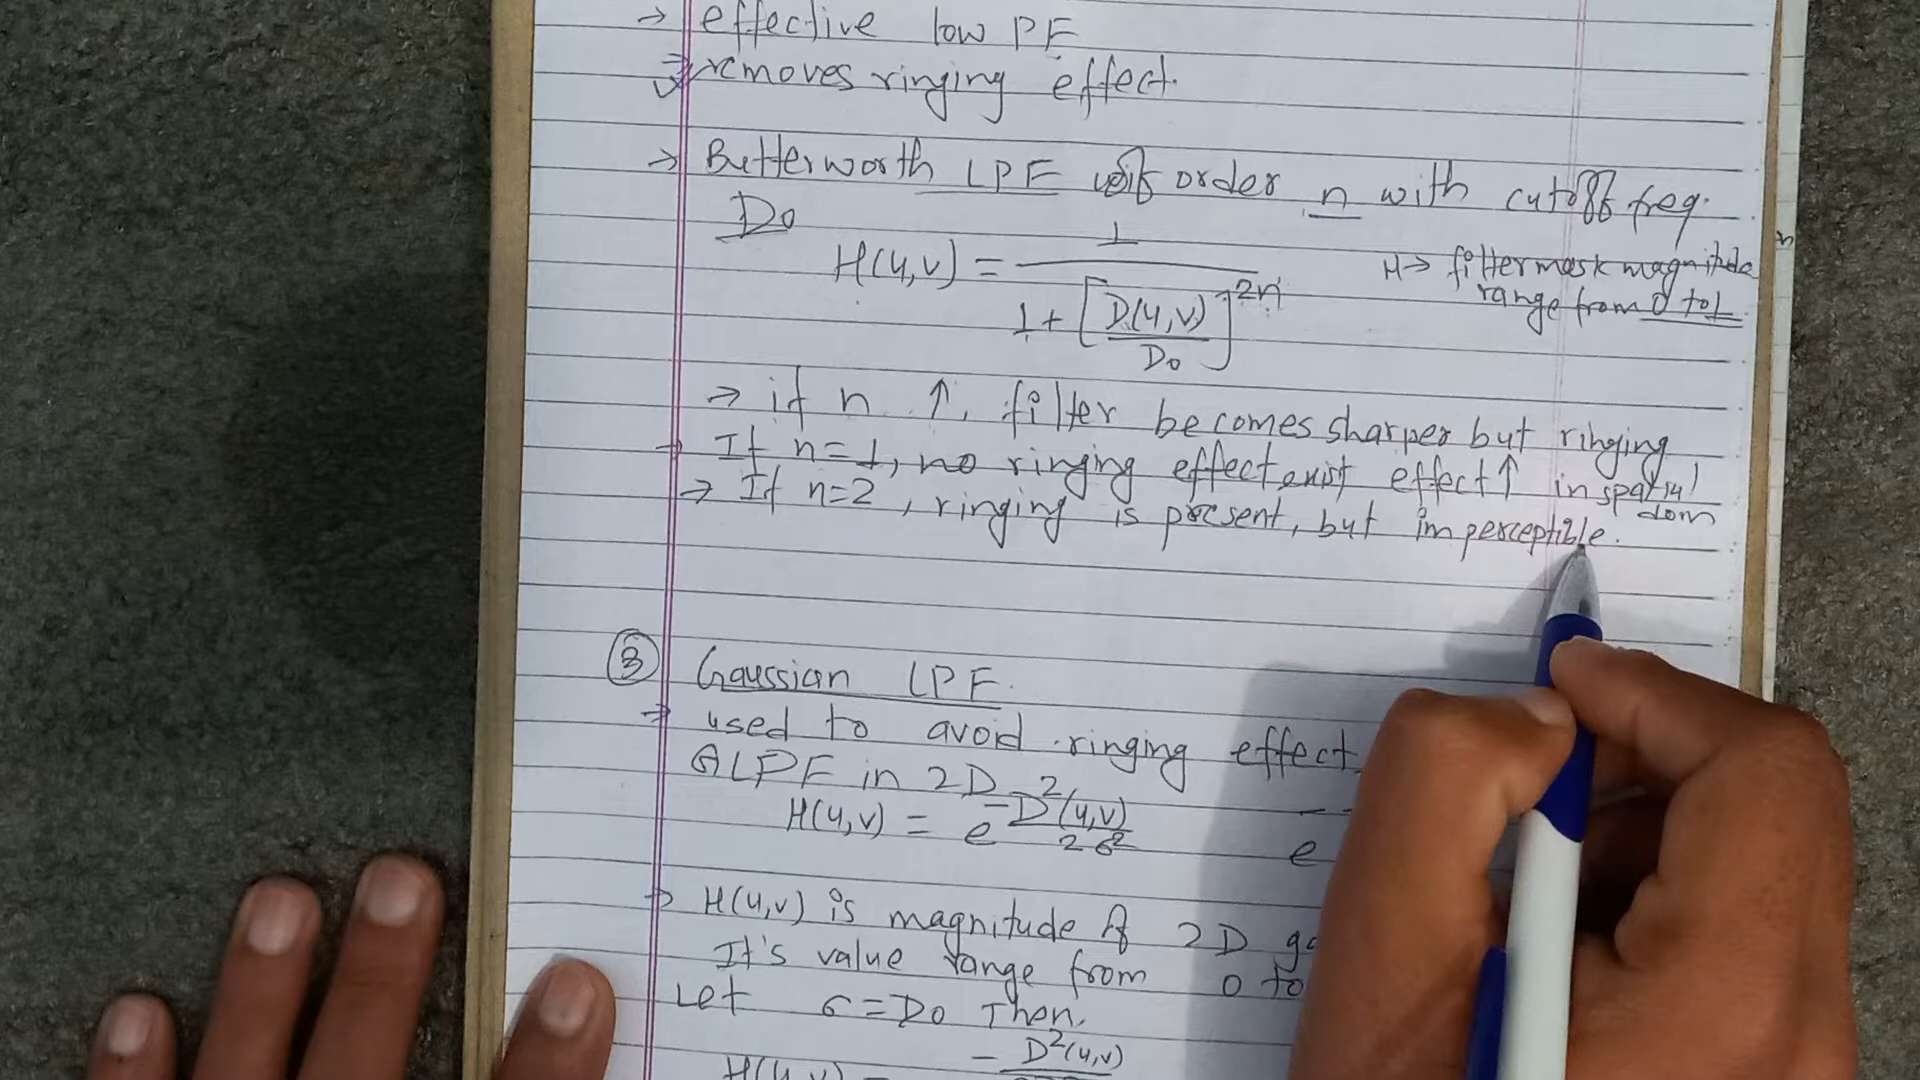 → effective low PF
→ removes ringing effect.
→ Butterworth LPF of order n with cutoff freq.
D₀
H(u,v) = 1 / 1 + [D(u,v) / D₀]²ⁿ
H → filter mask magnitude
range from 0 to 1
→ if n ↑, filter becomes sharper but ringing
effect ↑ in spatial
dom
→ If n=1, no ringing effect exist
→ If n=2, ringing is present, but imperceptible.
③ Gaussian LPF.
→ used to avoid ringing effect.
GLPF in 2D
H(u,v) = e^(-D²(u,v) / 2σ²)
e
→ H(u,v) is magnitude of 2D
It's value range from 0 to
Let σ = D₀ Then,
H(u,v) = - D²(u,v)